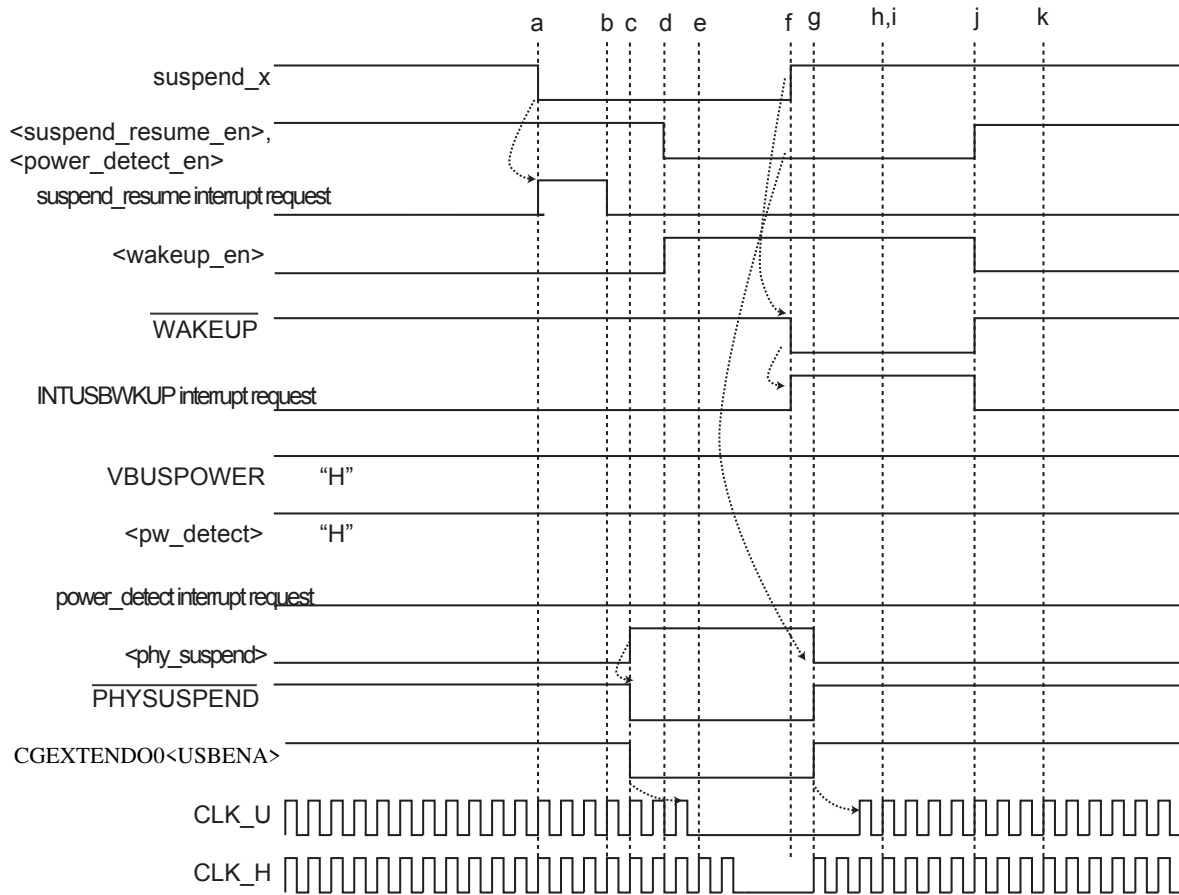 a b c d e f g h,i j k
suspend_x
<suspend_resume_en>,
<power_detect_en>
suspend_resume interrupt request
<wakeup_en>
WAKEUP
INTUSBWKUP interrupt request
VBUSPOWER “H”
<pw_detect> “H”
power_detect interrupt request
<phy_suspend>
PHYSUSPEND
CGEXTENDO0<USBENA>
CLK_U
CLK_H